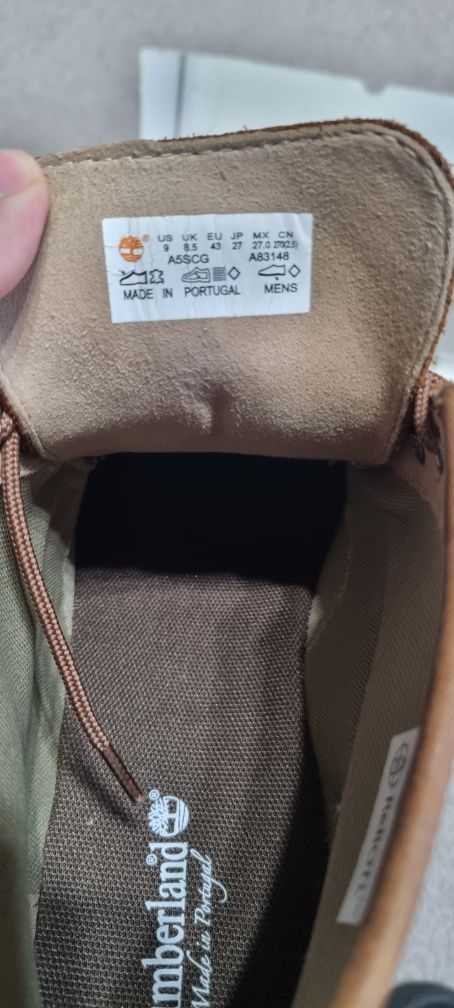 US UK EU JP MX CN
9 8.5 43 27 27.0 270(2.5)
A5SCG A83148
MADE IN PORTUGAL MENS
Timberland
Made in Portugal